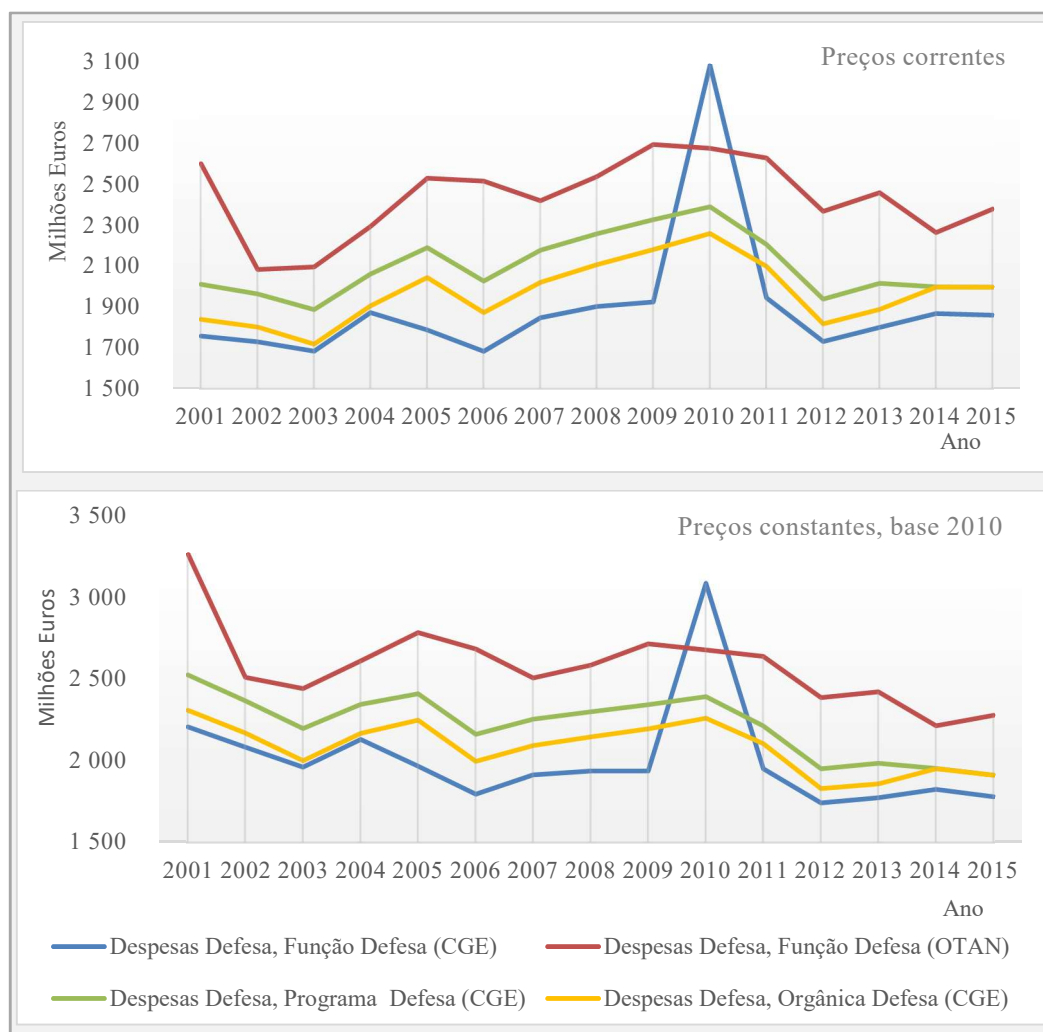 Preços correntes
Milhões Euros
3 100
2 900
2 700
2 500
2 300
2 100
1 900
1 700
1 500
2001 2002 2003 2004 2005 2006 2007 2008 2009 2010 2011 2012 2013 2014 2015
Ano
Preços constantes, base 2010
Milhões Euros
3 500
3 000
2 500
2 000
1 500
2001 2002 2003 2004 2005 2006 2007 2008 2009 2010 2011 2012 2013 2014 2015
Ano
Despesas Defesa, Função Defesa (CGE) Despesas Defesa, Função Defesa (OTAN)
Despesas Defesa, Programa Defesa (CGE) Despesas Defesa, Orgânica Defesa (CGE)